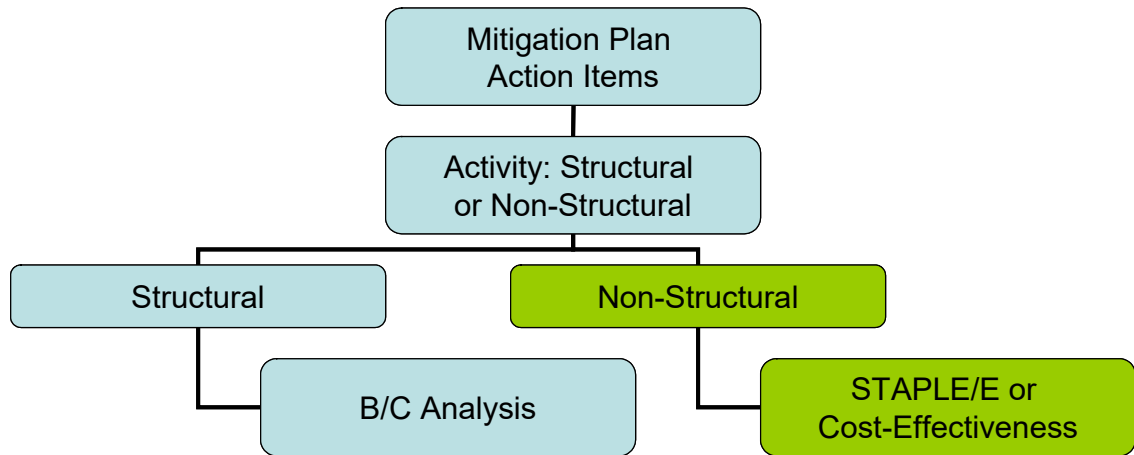 Mitigation Plan
Action Items
Activity: Structural
or Non-Structural
Structural
Non-Structural
B/C Analysis
STAPLE/E or
Cost-Effectiveness